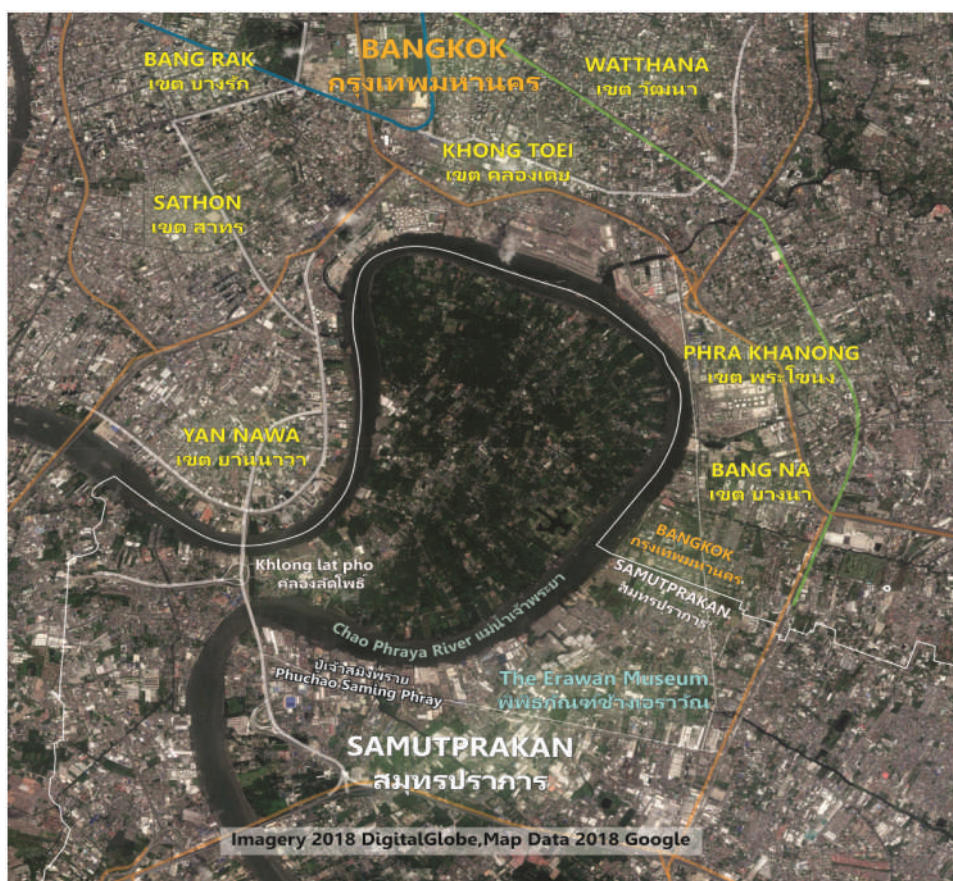 BANGKOK
กรุงเทพมหานคร
BANG RAK
เขต บางรัก
WATTHANA
เขต วัฒนา
KHONG TOEI
เขต คลองเตย
SATHON
เขต สาทร
PHRA KHANONG
เขต พระโขนง
YAN NAWA
เขต ยานนาวา
BANG NA
เขต บางนา
BANGKOK
กรุงเทพมหานคร
SAMUTPRAKAN
สมุทรปราการ
Khlong lat pho
คลองลัดโพธิ์
Chao Phraya River แม่น้ำเจ้าพระยา
ปู่เจ้าสมิงพราย
Phuchao Saming Phray
The Erawan Museum
พิพิธภัณฑ์ช้างเอราวัณ
SAMUTPRAKAN
สมุทรปราการ
Imagery 2018 DigitalGlobe,Map Data 2018 Google